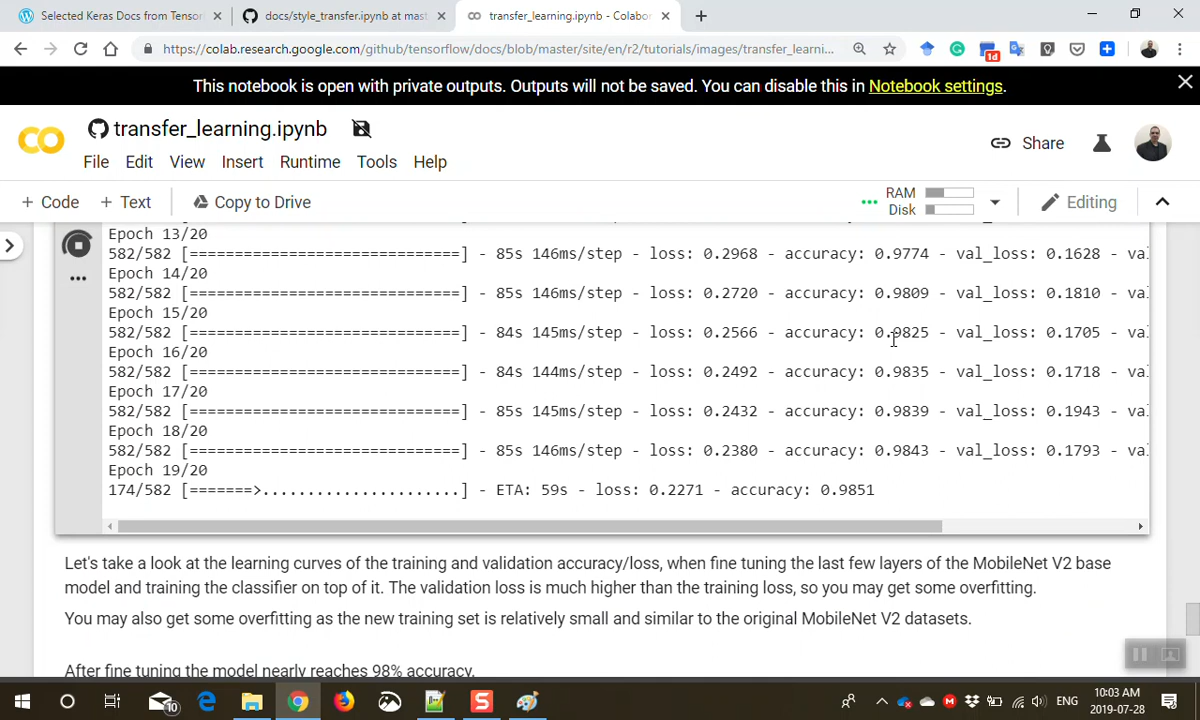 Selected Keras Docs from Tensor
docs/style_transfer.ipynb at mast
transfer_learning.ipynb - Colabor
https://colab.research.google.com/github/tensorflow/docs/blob/master/site/en/r2/tutorials/images/transfer_learni...
1d
This notebook is open with private outputs. Outputs will not be saved. You can disable this in Notebook settings.
transfer_learning.ipynb
Share
File Edit View Insert Runtime Tools Help
+ Code + Text Copy to Drive
RAM
Disk
Editing
Epoch 13/20
582/582 [==============================] - 85s 146ms/step - loss: 0.2968 - accuracy: 0.9774 - val_loss: 0.1628 - val
Epoch 14/20
582/582 [==============================] - 85s 146ms/step - loss: 0.2720 - accuracy: 0.9809 - val_loss: 0.1810 - val
Epoch 15/20
582/582 [==============================] - 84s 145ms/step - loss: 0.2566 - accuracy: 0.9825 - val_loss: 0.1705 - val
Epoch 16/20
582/582 [==============================] - 84s 144ms/step - loss: 0.2492 - accuracy: 0.9835 - val_loss: 0.1718 - val
Epoch 17/20
582/582 [==============================] - 85s 145ms/step - loss: 0.2432 - accuracy: 0.9839 - val_loss: 0.1943 - val
Epoch 18/20
582/582 [==============================] - 85s 146ms/step - loss: 0.2380 - accuracy: 0.9843 - val_loss: 0.1793 - val
Epoch 19/20
174/582 [=======>......................] - ETA: 59s - loss: 0.2271 - accuracy: 0.9851
Let's take a look at the learning curves of the training and validation accuracy/loss, when fine tuning the last few layers of the MobileNet V2 base
model and training the classifier on top of it. The validation loss is much higher than the training loss, so you may get some overfitting.
You may also get some overfitting as the new training set is relatively small and similar to the original MobileNet V2 datasets.
After fine tuning the model nearly reaches 98% accuracy.
10
ENG
10:03 AM
2019-07-28